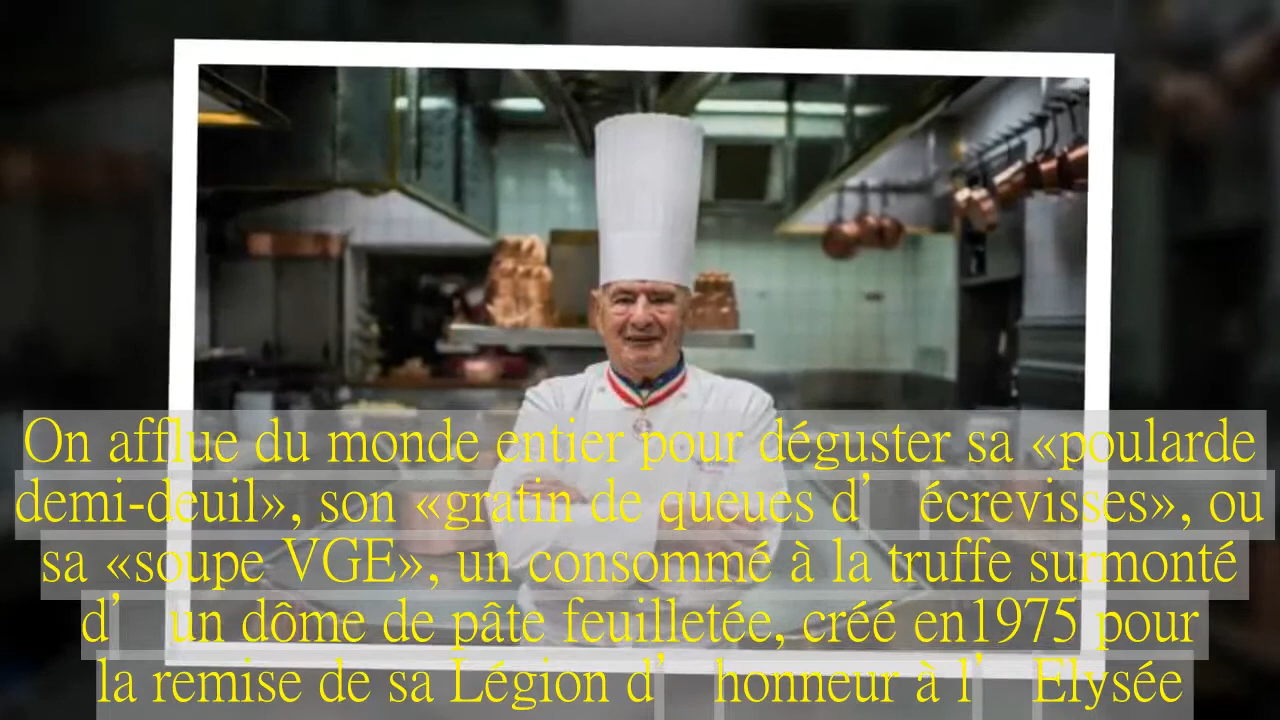 On afflue du monde entier pour déguster sa «poularde
demi-deuil», son «gratin de queues d’ écrevisses», ou
sa «soupe VGE», un consommé à la truffe surmonté
d’ un dôme de pâte feuilletée, créé en1975 pour
la remise de sa Légion d’ honneur à l’ Elysée